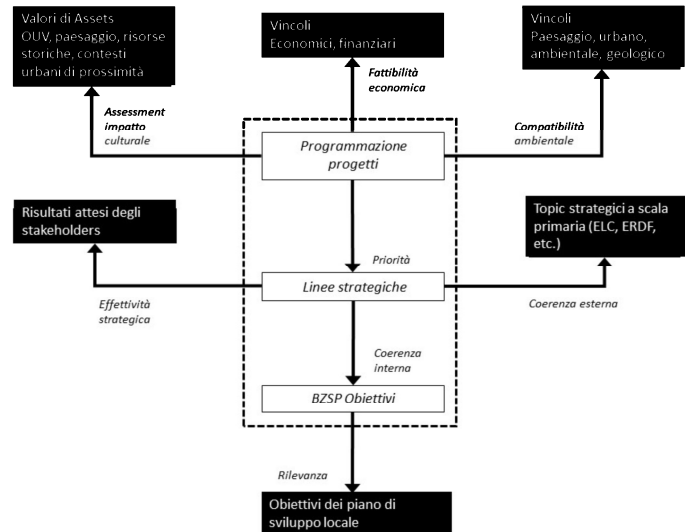 Valori di Assets
OUV, paesaggio, risorse
storiche, contesti
urbani di prossimità
Vincoli
Economici, finanziari
Vincoli
Paesaggio, urbano,
ambientale, geologico
Assessment
impatto
culturale
Fattibilità
economica
Compatibilità
ambientale
Programmazione
progetti
Risultati attesi degli
stakeholders
Topic strategici a scala
primaria (ELC, ERDF,
etc.)
Priorità
Linee strategiche
Effettività
strategica
Coerenza esterna
Coerenza
interna
BZSP Obiettivi
Rilevanza
Obiettivi dei piano di
sviluppo locale